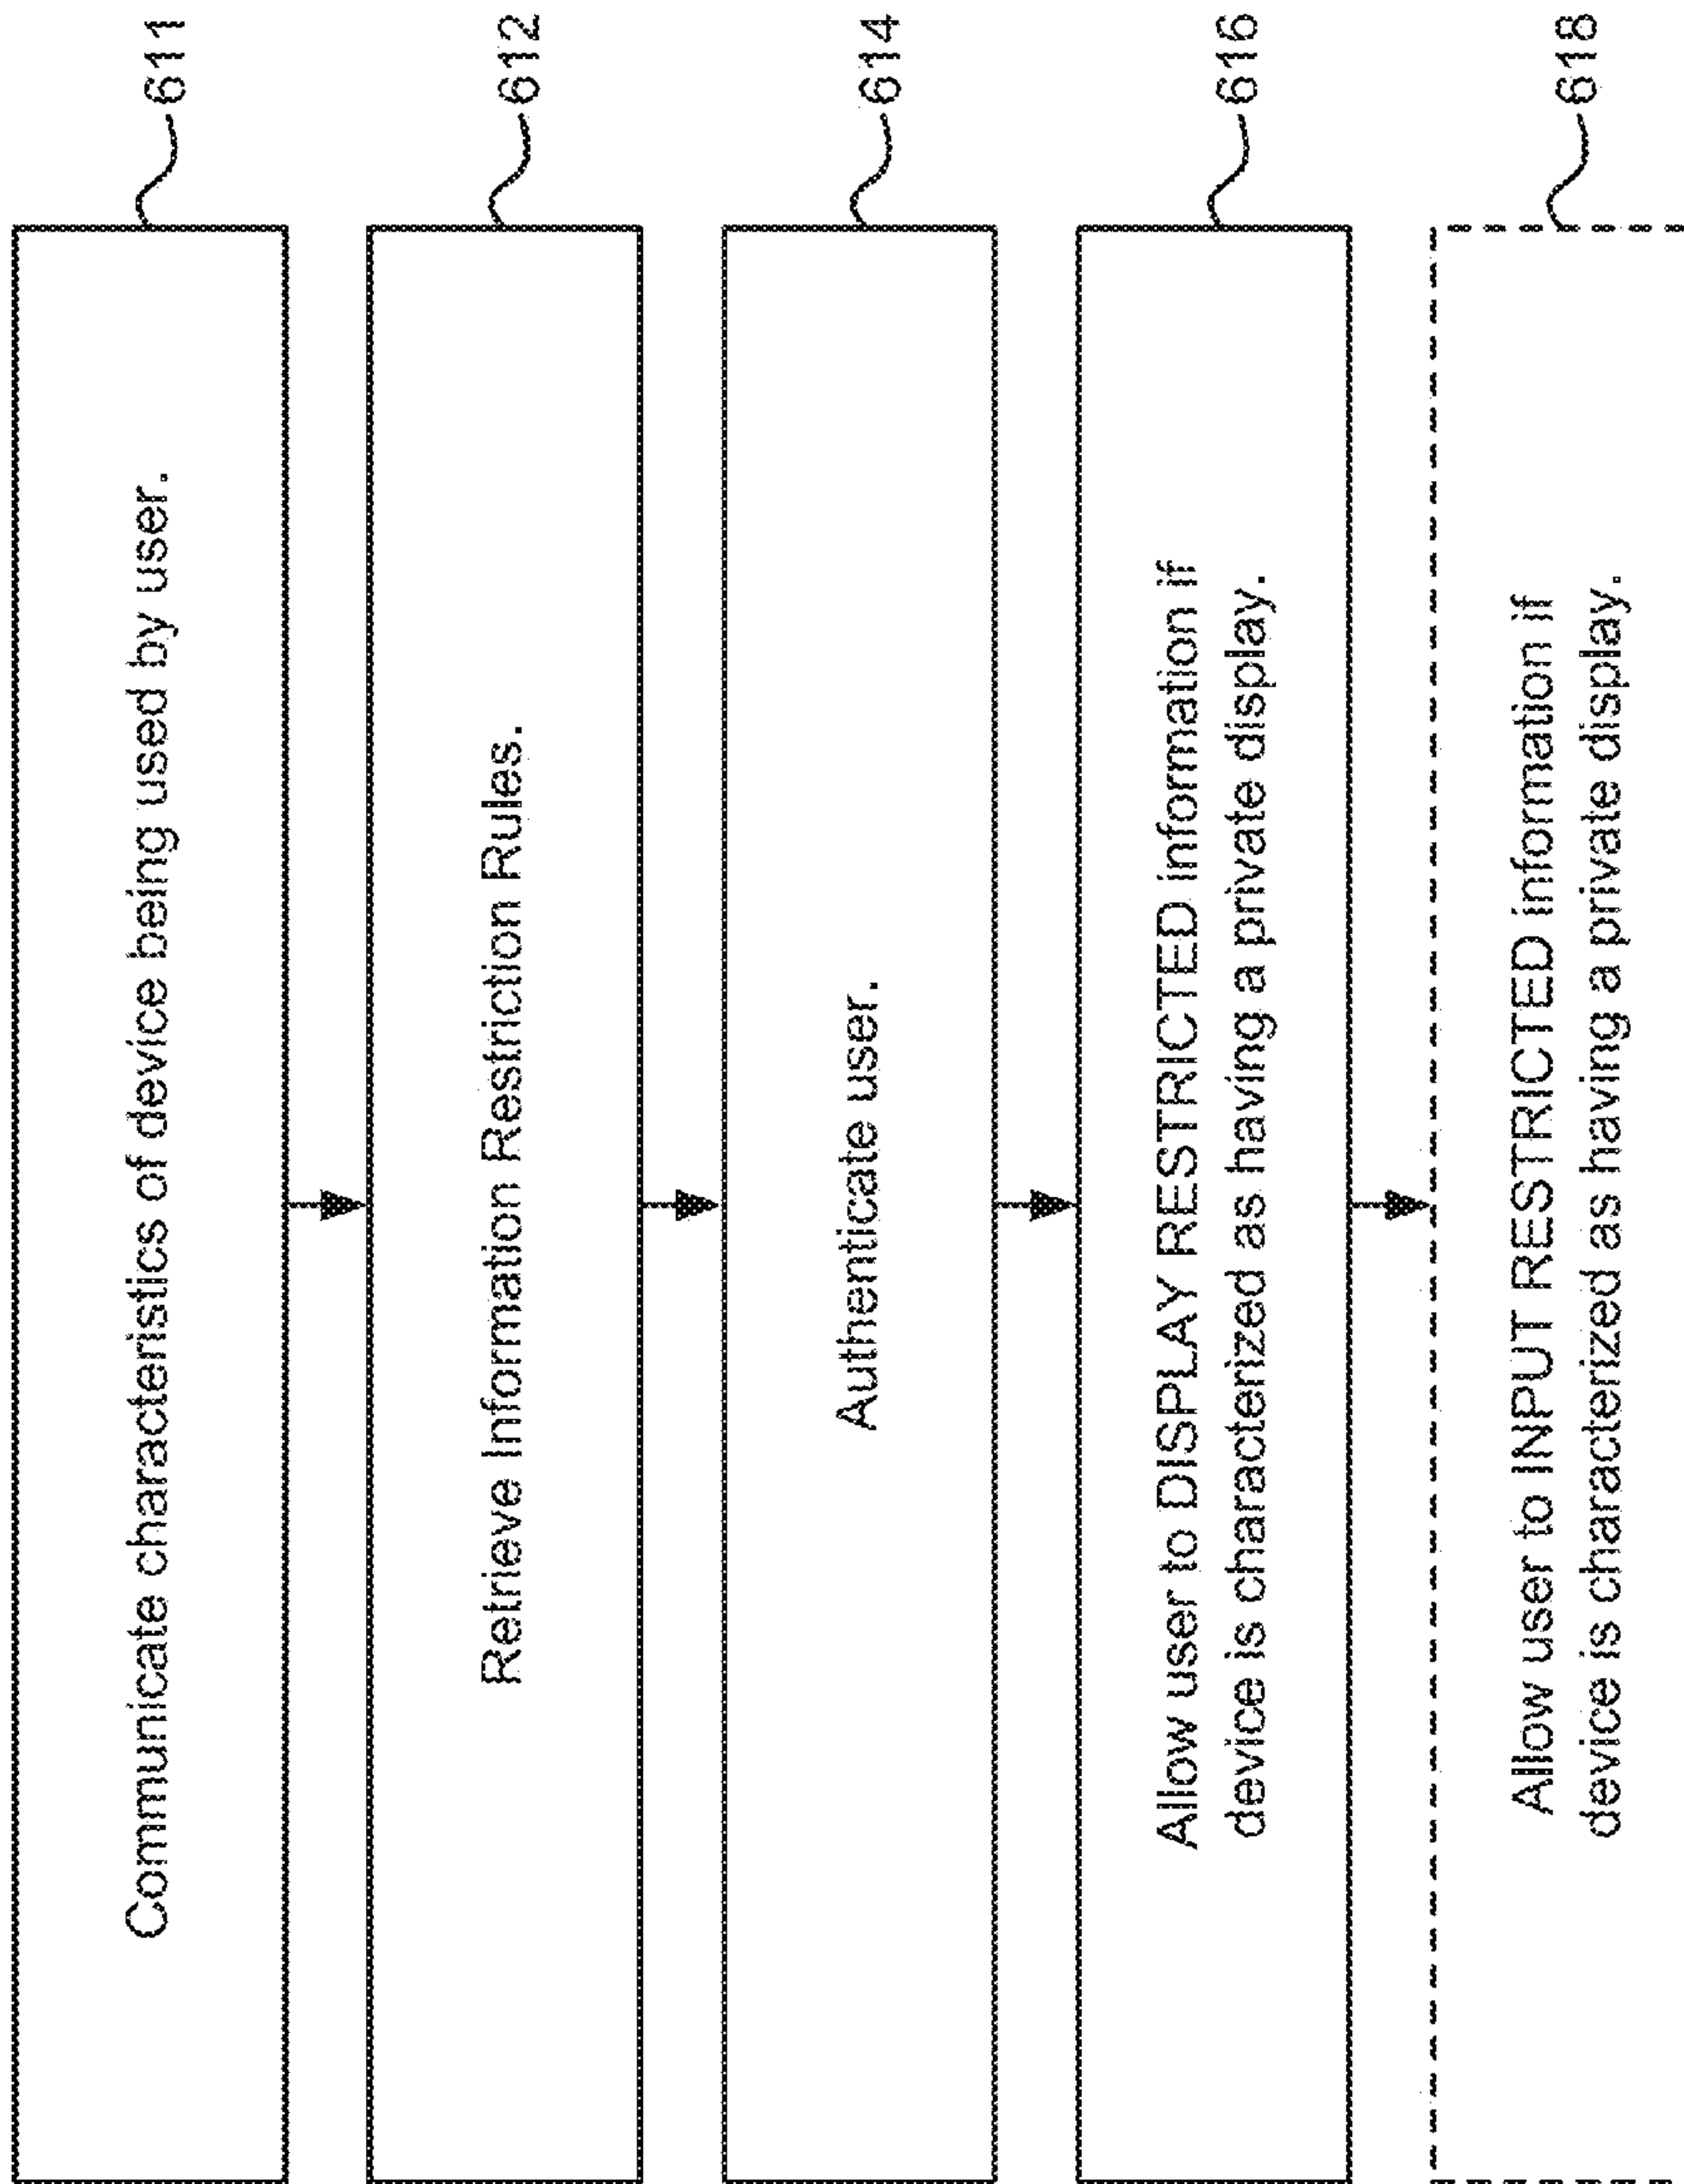 Communicate characteristics of device being used by user.
611
Retrieve Information Restriction Rules.
612
Authenticate user.
614
Allow user to DISPLAY RESTRICTED information if
device is characterized as having a private display.
616
Allow user to INPUT RESTRICTED information if
device is characterized as having a private display.
618